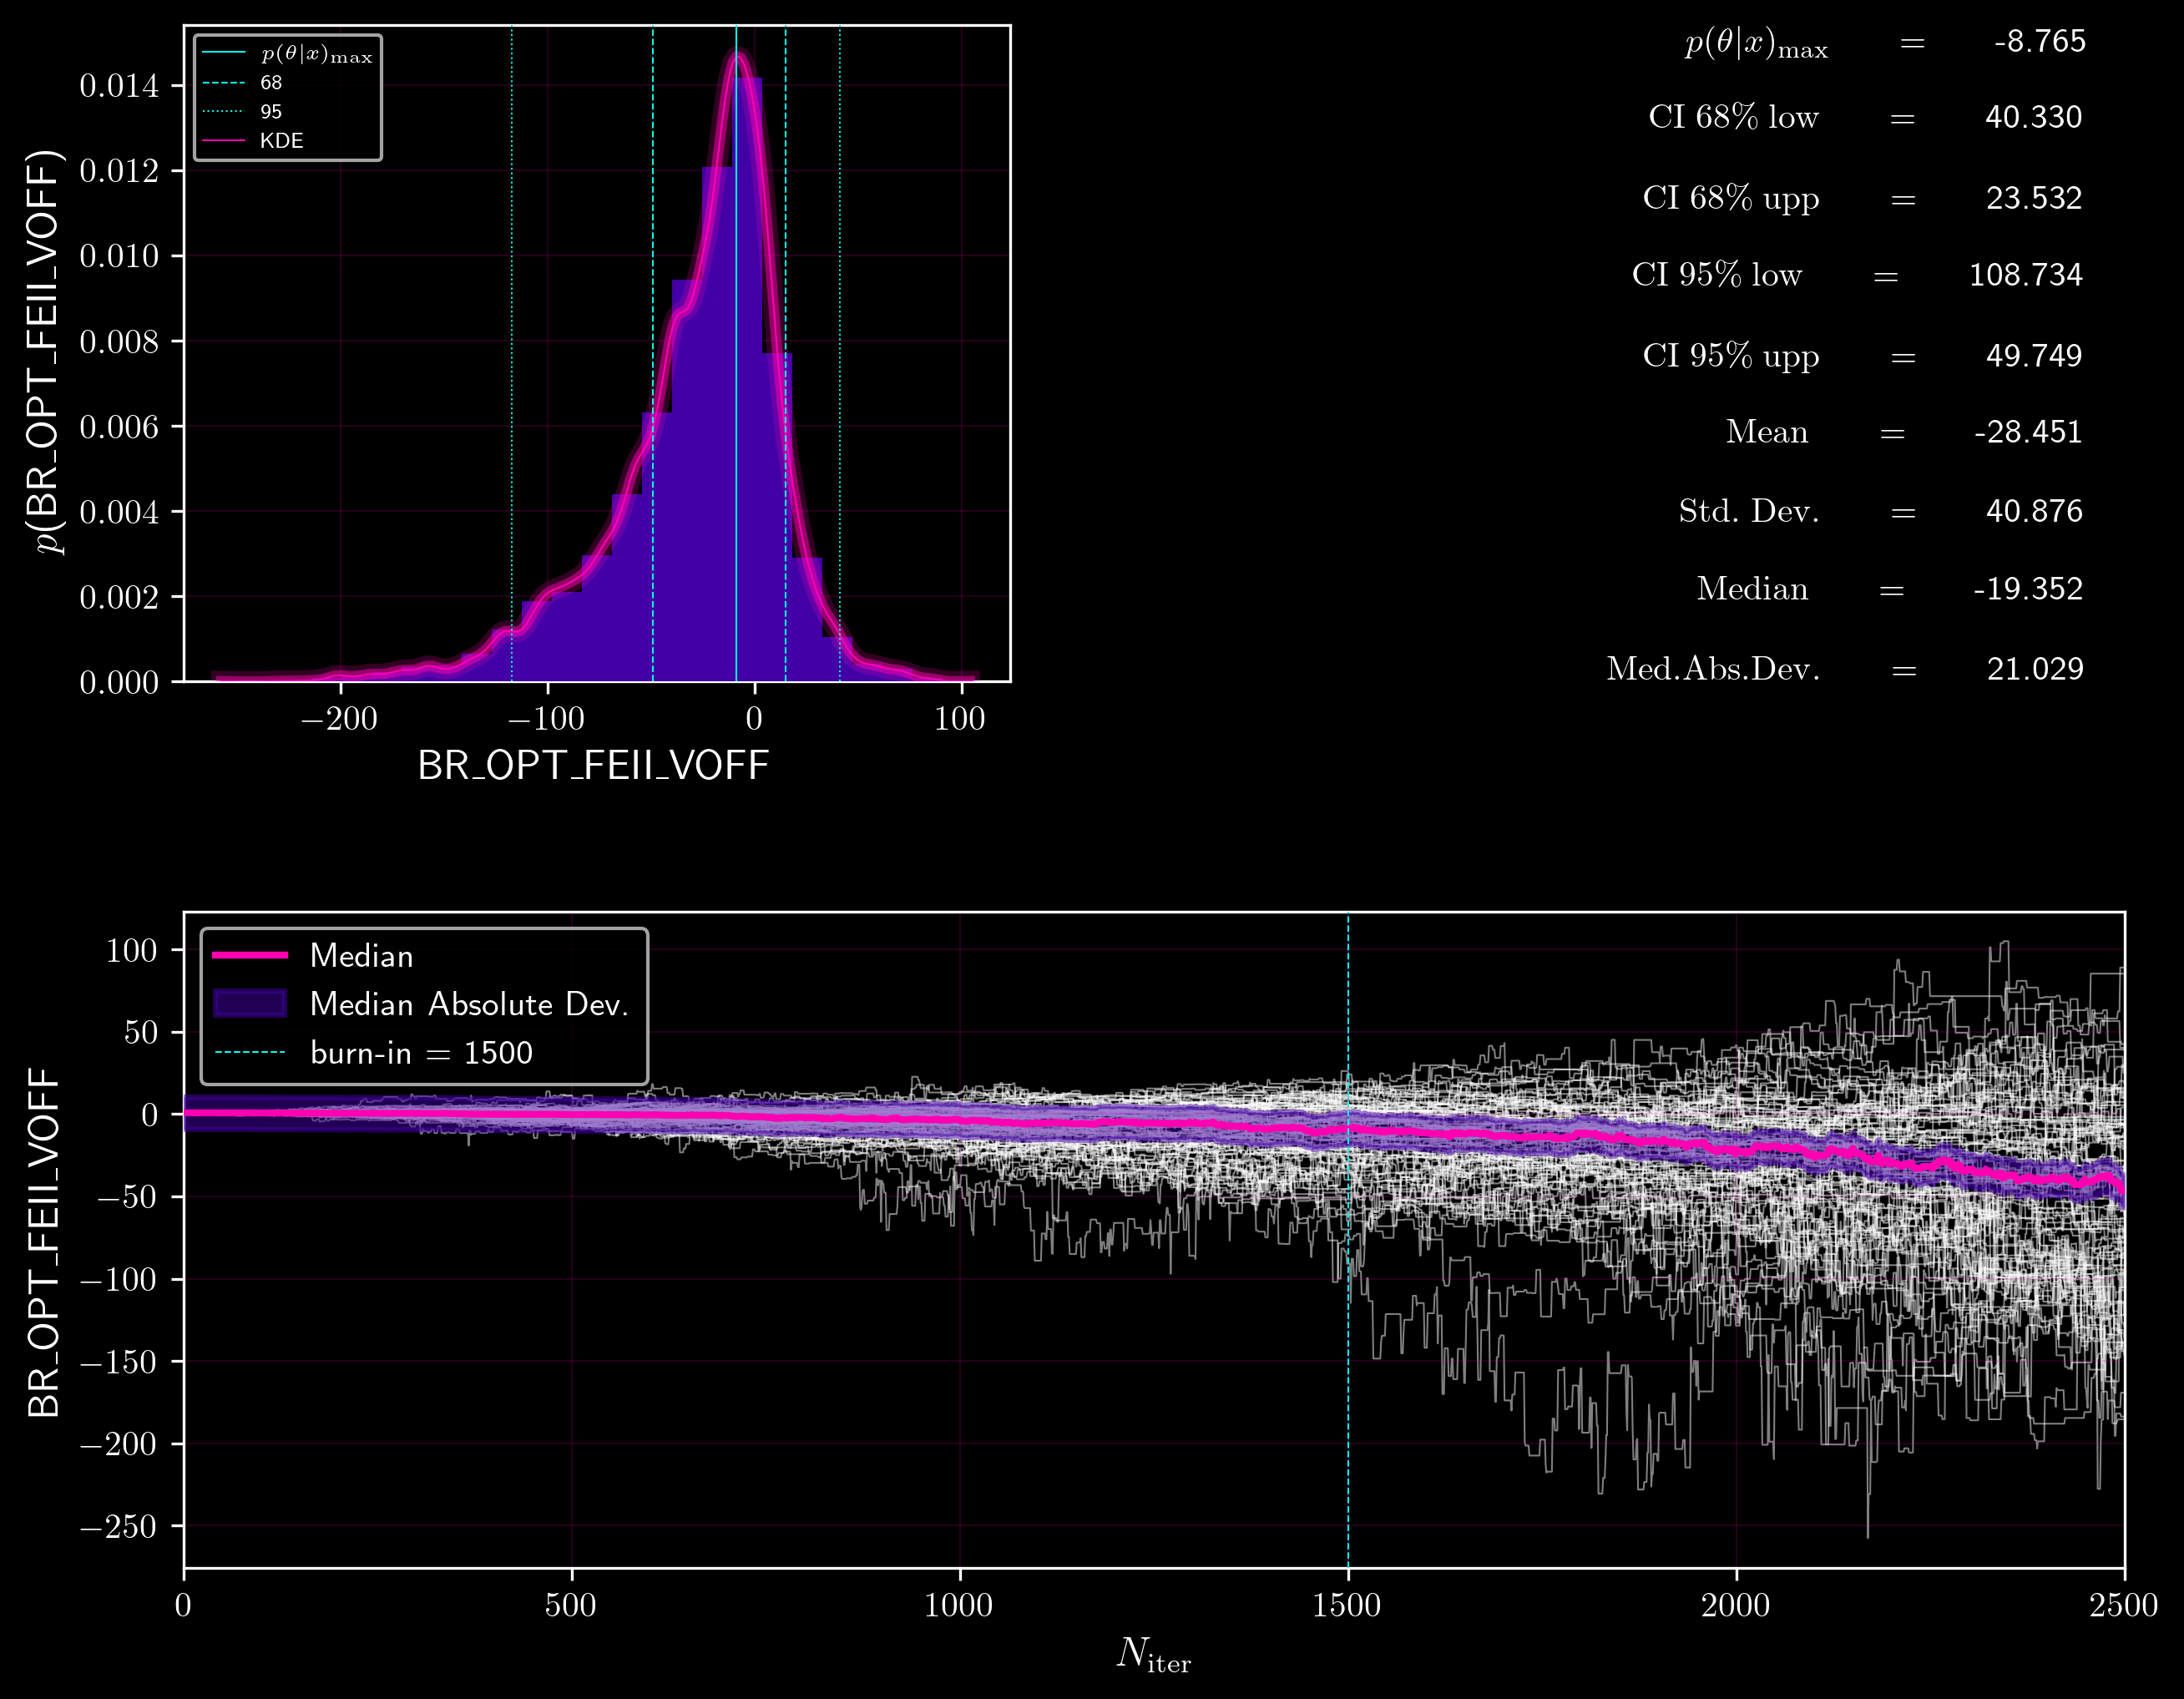 p(θ|x)max
68
95
KDE
0.014
0.012
0.010
0.008
0.006
0.004
0.002
0.000
p(BR_OPT_FEII_VOFF)
−200 −100 0 100
BR_OPT_FEII_VOFF
p(θ|x)max = -8.765
CI 68% low = 40.330
CI 68% upp = 23.532
CI 95% low = 108.734
CI 95% upp = 49.749
Mean = -28.451
Std. Dev. = 40.876
Median = -19.352
Med.Abs.Dev. = 21.029
Median
Median Absolute Dev.
burn-in = 1500
100
50
0
−50
−100
−150
−200
−250
BR_OPT_FEII_VOFF
0 500 1000 1500 2000 2500
Niter